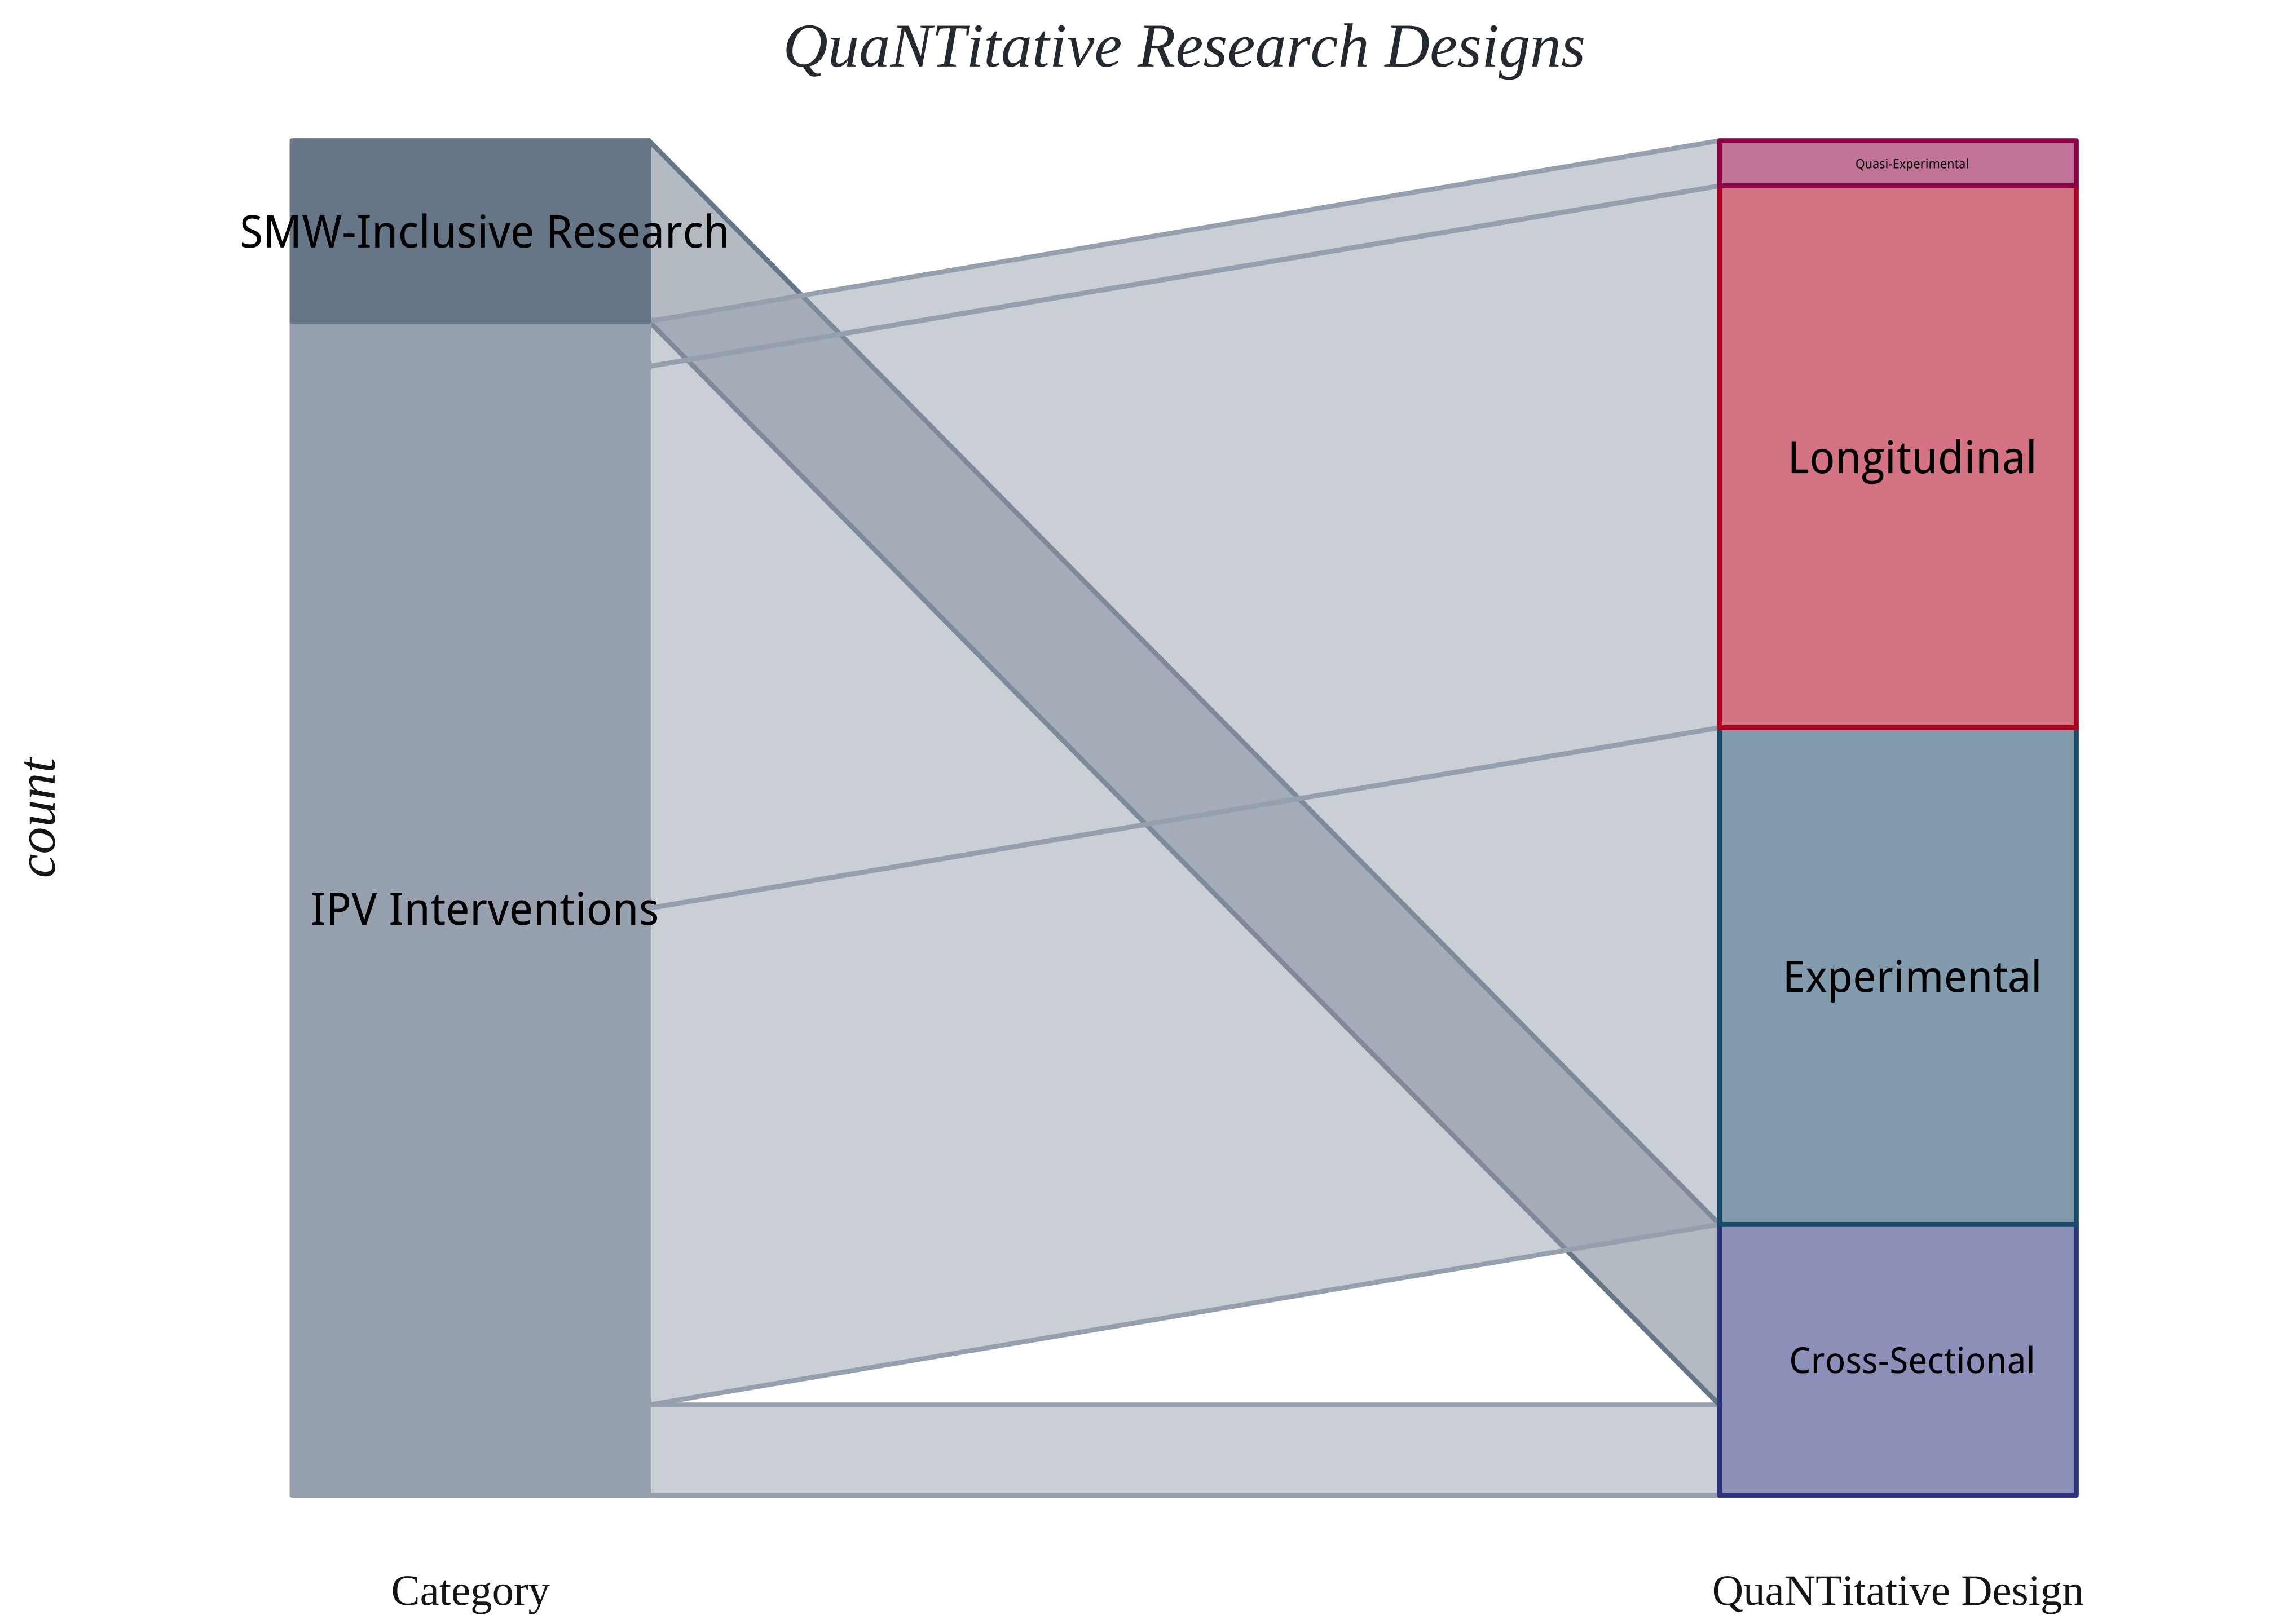 QuaNTitative Research Designs
Quasi-Experimental
SMW-Inclusive Research
Longitudinal
count
IPV Interventions
Experimental
Cross-Sectional
Category
QuaNTitative Design